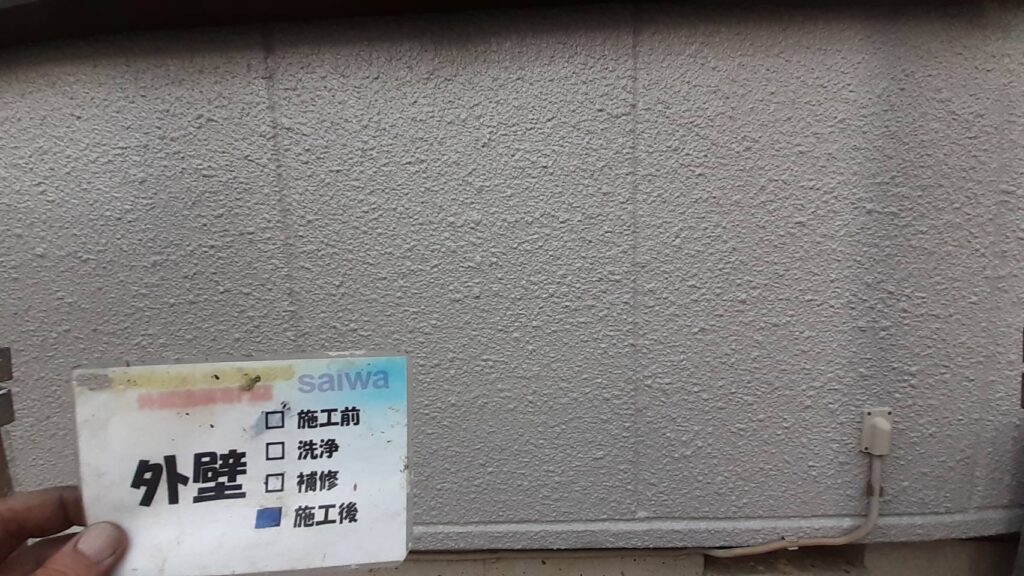 saiwa
外壁
□ 施工前
□ 洗浄
□ 補修
■ 施工後